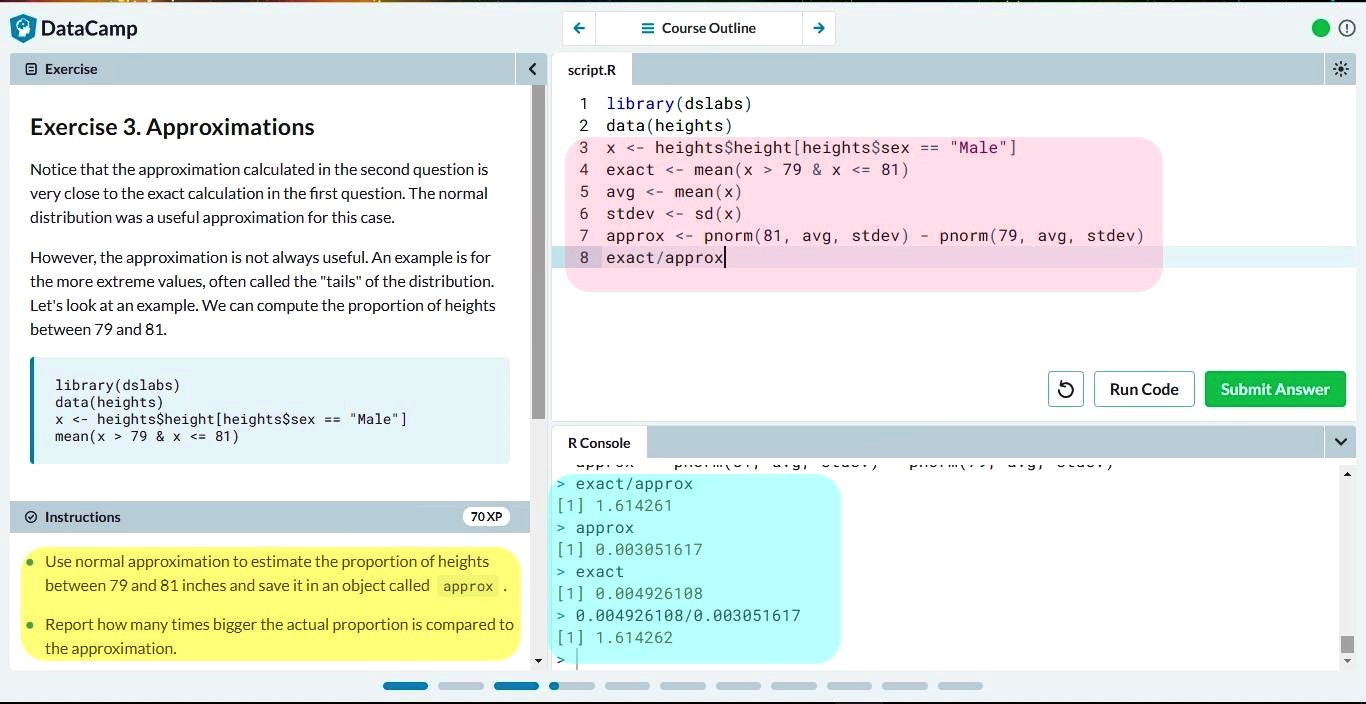 DataCamp
Course Outline
Exercise
Exercise 3. Approximations
Notice that the approximation calculated in the second question is
very close to the exact calculation in the first question. The normal
distribution was a useful approximation for this case.
However, the approximation is not always useful. An example is for
the more extreme values, often called the "tails" of the distribution.
Let's look at an example. We can compute the proportion of heights
between 79 and 81.
library(dslabs)
data(heights)
x <- heights$height[heights$sex == "Male"]
mean(x > 79 & x <= 81)
Instructions
70 XP
Use normal approximation to estimate the proportion of heights
between 79 and 81 inches and save it in an object called approx .
Report how many times bigger the actual proportion is compared to
the approximation.
script.R
1 library(dslabs)
2 data(heights)
3 x <- heights$height[heights$sex == "Male"]
4 exact <- mean(x > 79 & x <= 81)
5 avg <- mean(x)
6 stdev <- sd(x)
7 approx <- pnorm(81, avg, stdev) - pnorm(79, avg, stdev)
8 exact/approx
Run Code
Submit Answer
R Console
approx <- pnorm(81, avg, stdev) - pnorm(79, avg, stdev)
> exact/approx
[1] 1.614261
> approx
[1] 0.003051617
> exact
[1] 0.004926108
> 0.004926108/0.003051617
[1] 1.614262
>